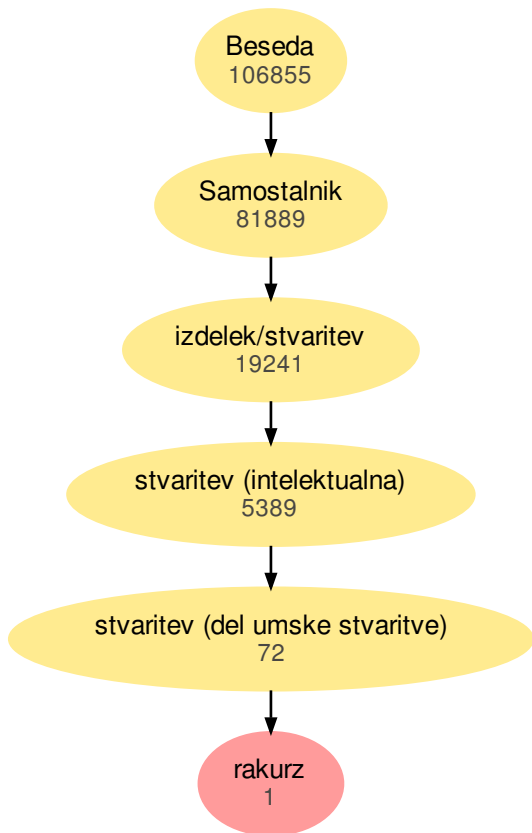 Beseda
106855
Samostalnik
81889
izdelek/stvaritev
19241
stvaritev (intelektualna)
5389
stvaritev (del umske stvaritve)
72
rakurz
1